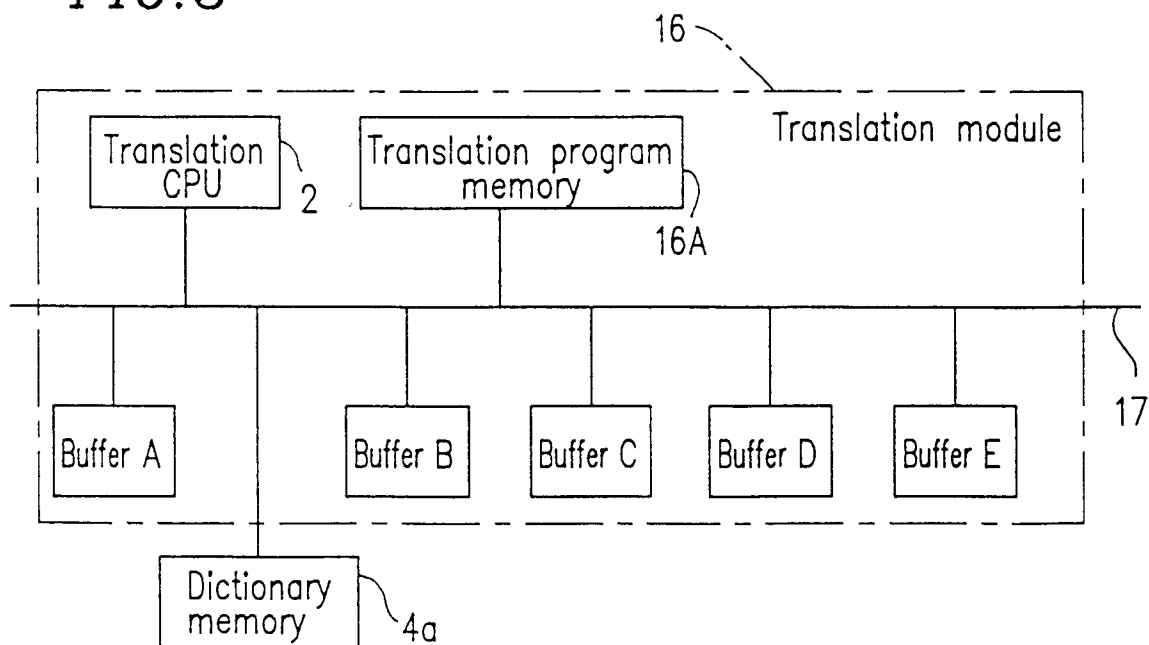 16
Translation module
Translation
CPU
2
Translation program
memory
16A
17
Buffer A
Buffer B
Buffer C
Buffer D
Buffer E
Dictionary
memory
4a